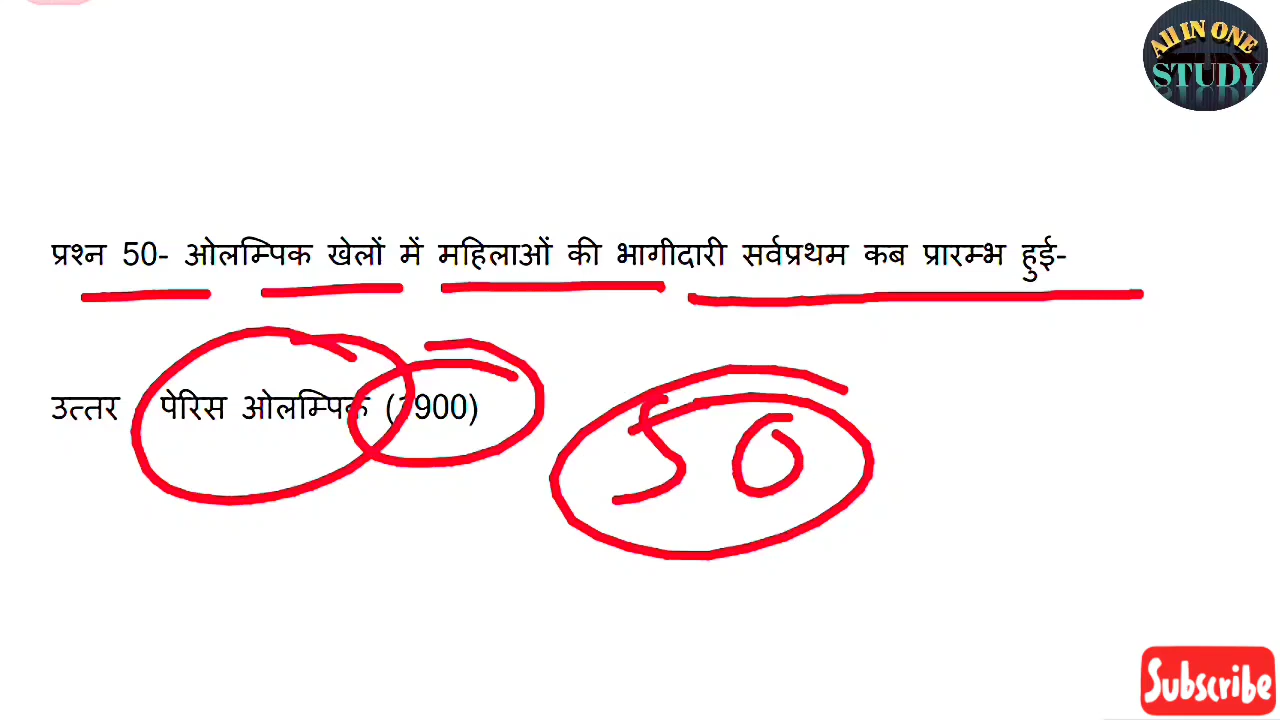 All IN ONE
STUDY
प्रश्न 50- ओलम्पिक खेलों में महिलाओं की भागीदारी सर्वप्रथम कब प्रारम्भ हुई-
उत्तर - पेरिस ओलम्पिक (1900)
50
Subscribe